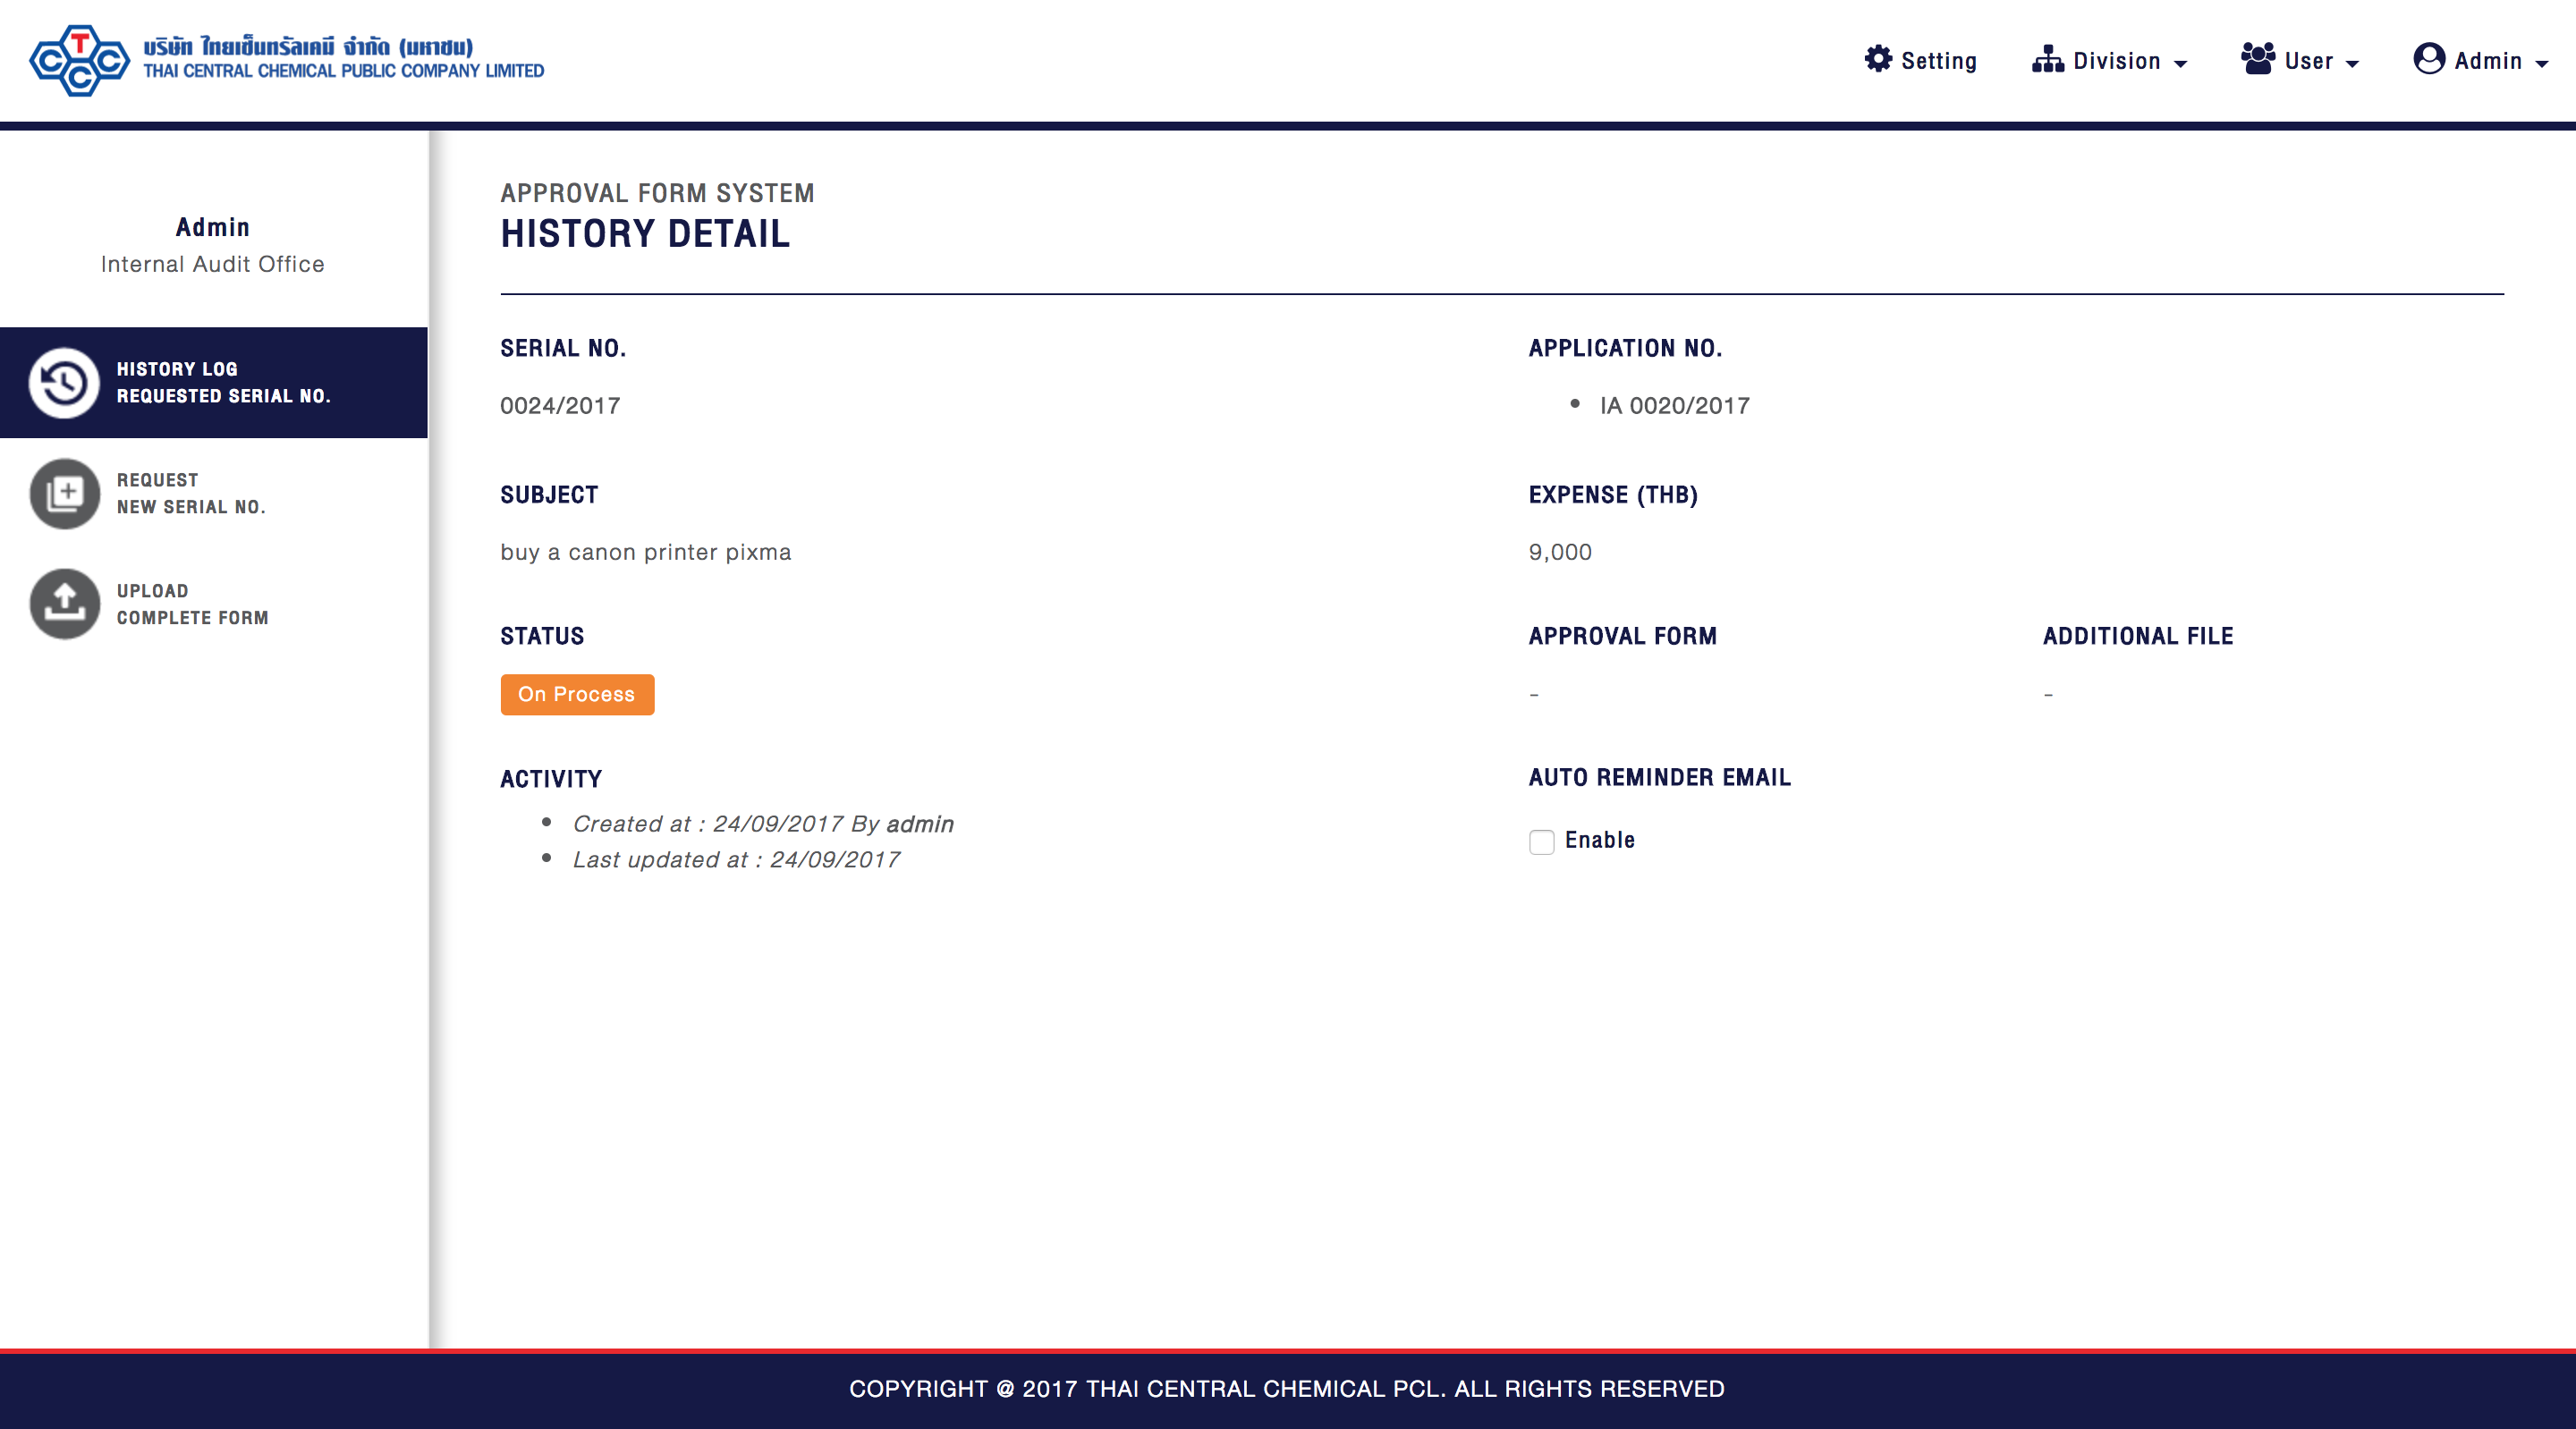 บริษัท ไทยเซ็นทรัลเคมี จำกัด (มหาชน)
TCCC THAI CENTRAL CHEMICAL PUBLIC COMPANY LIMITED
Setting Division User Admin
Admin
Internal Audit Office
HISTORY LOG
REQUESTED SERIAL NO.
REQUEST
NEW SERIAL NO.
UPLOAD
COMPLETE FORM
APPROVAL FORM SYSTEM
HISTORY DETAIL
SERIAL NO.
0024/2017
APPLICATION NO.
• IA 0020/2017
SUBJECT
buy a canon printer pixma
EXPENSE (THB)
9,000
STATUS
On Process
APPROVAL FORM
-
ADDITIONAL FILE
-
ACTIVITY
• Created at : 24/09/2017 By admin
• Last updated at : 24/09/2017
AUTO REMINDER EMAIL
Enable
COPYRIGHT @ 2017 THAI CENTRAL CHEMICAL PCL. ALL RIGHTS RESERVED